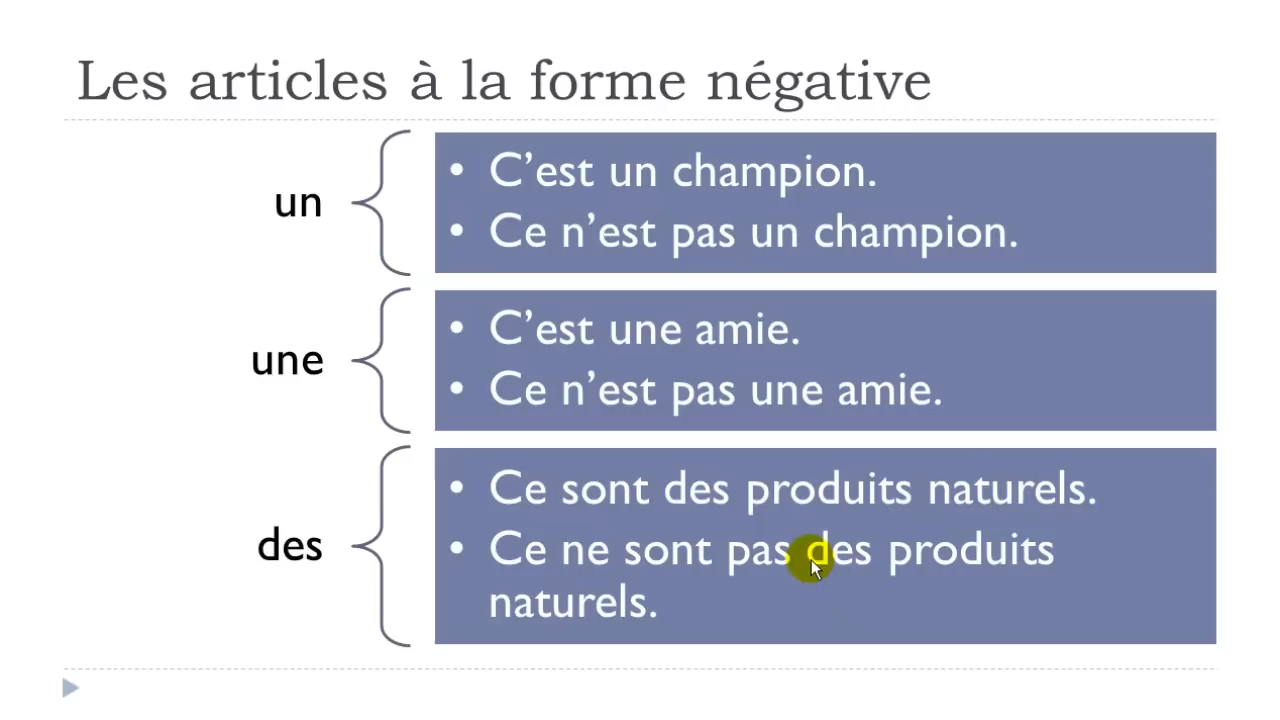 Les articles à la forme négative
un
• C’est un champion.
• Ce n’est pas un champion.
une
• C’est une amie.
• Ce n’est pas une amie.
des
• Ce sont des produits naturels.
• Ce ne sont pas des produits
naturels.